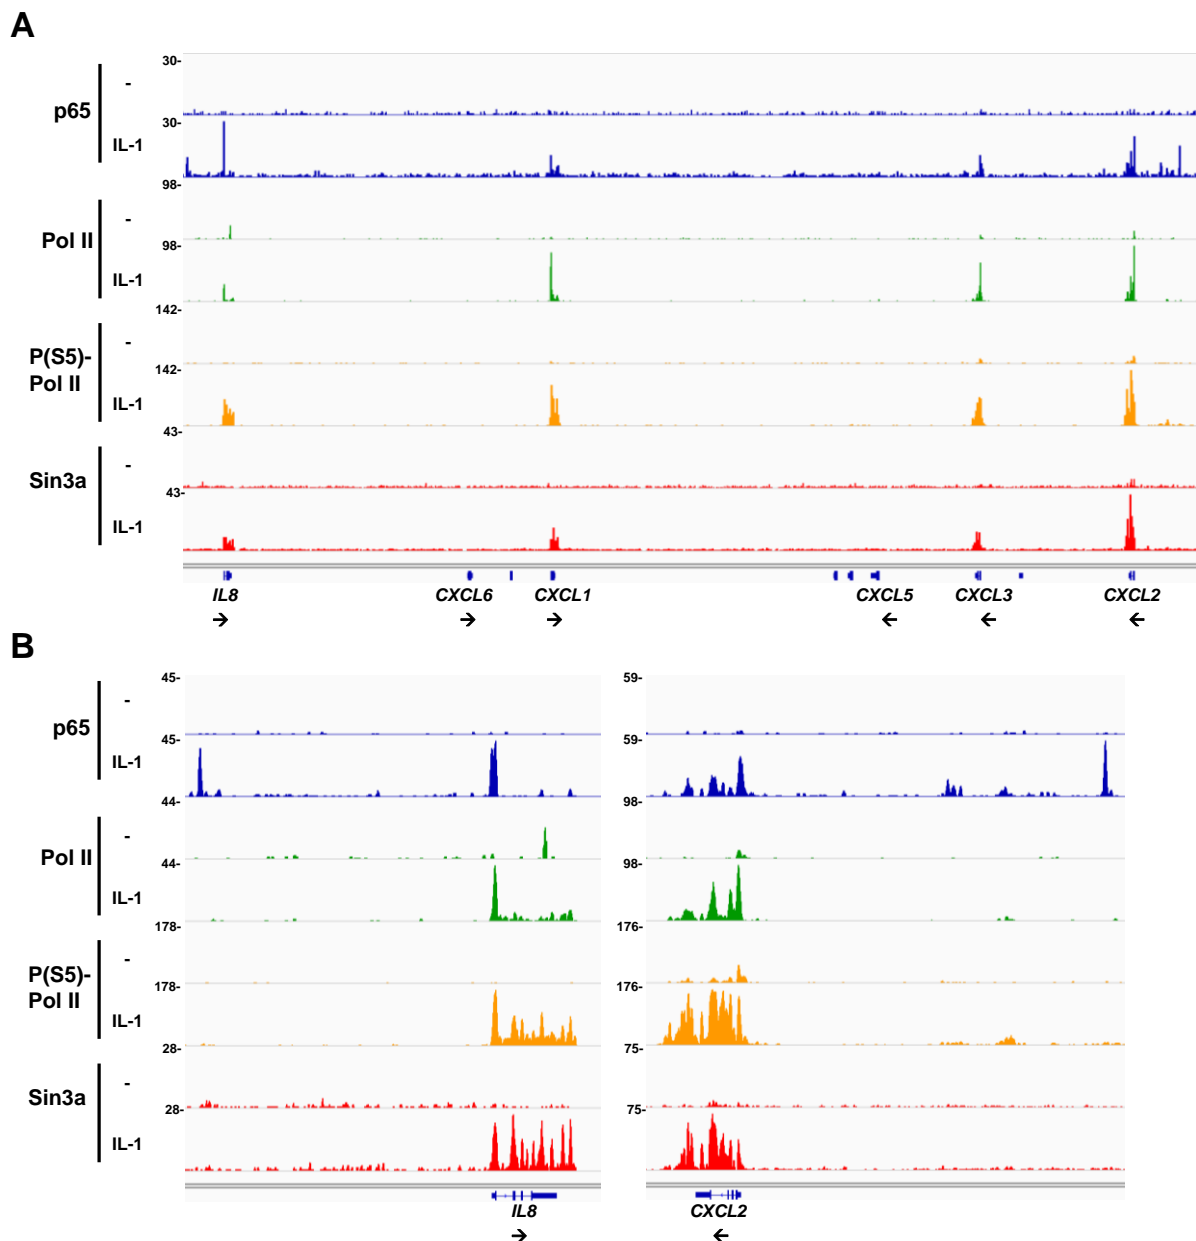 A
30-
-
p65
30-
IL-1
98-
-
Pol II
98-
IL-1
142-
-
P(S5)-
Pol II
142-
IL-1
43-
-
Sin3a
43-
IL-1
IL8 CXCL6 CXCL1 CXCL5 CXCL3 CXCL2
→ → → ← ← ←
B
45- 59-
-
p65
45- 59-
IL-1
44- 98-
-
Pol II
44- 98-
IL-1
178- 176-
-
P(S5)-
Pol II
178- 176-
IL-1
28- 75-
-
Sin3a
28- 75-
IL-1
IL8 CXCL2
→ ←